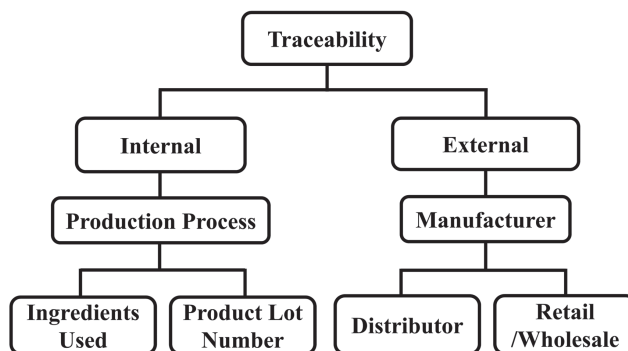 Traceability
Internal
External
Production Process
Manufacturer
Ingredients
Used
Product Lot
Number
Distributor
Retail
/Wholesale